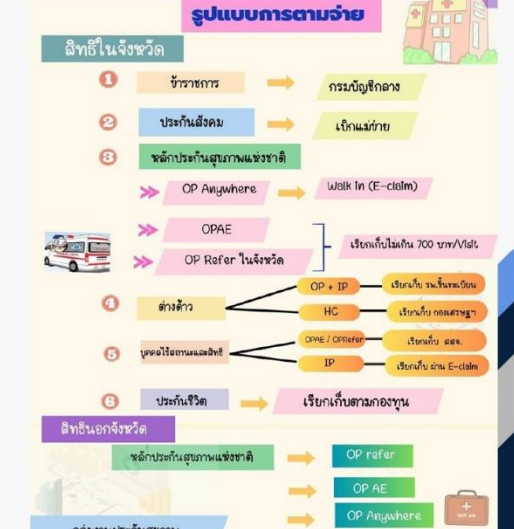 รูปแบบการตามจ่าย
สิทธิในจังหวัด
1 ข้าราชการ กรมบัญชีกลาง
2 ประกันสังคม เบิกแม่ข่าย
3 หลักประกันสุขภาพแห่งชาติ
OP Anywhere Walk in (E-claim)
OPAE
OP Refer ในจังหวัด
เรียกเก็บไม่เกิน 700 บาท/Visit
4 ต่างด้าว
OP + IP เรียกเก็บ รพ.ขึ้นทะเบียน
HC เรียกเก็บ กองเศรษฐฯ
5 บุคคลไร้สถานะและสิทธิ
OPAE / OPRefer เรียกเก็บ สสจ.
IP เรียกเก็บ ผ่าน E-claim
6 ประกันชีวิต เรียกเก็บตามกองทุน
สิทธินอกจังหวัด
หลักประกันสุขภาพแห่งชาติ OP refer
OP AE
OP Anywhere